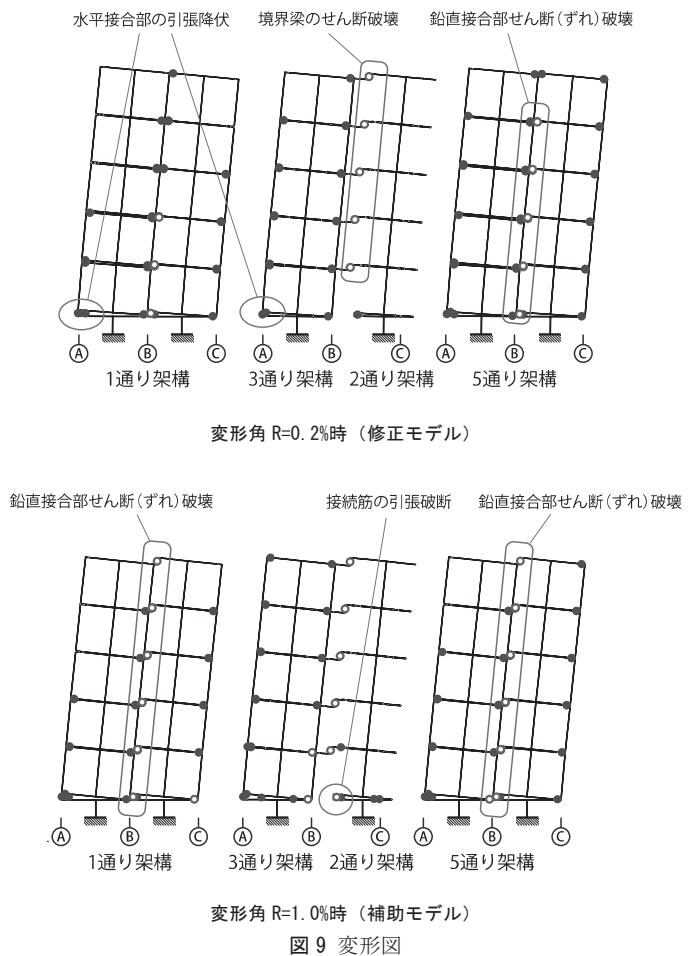 水平接合部の引張降伏 境界梁のせん断破壊 鉛直接合部せん断（ずれ）破壊
Ⓐ Ⓑ Ⓒ Ⓐ Ⓑ Ⓒ Ⓐ Ⓑ Ⓒ
1通り架構 3通り架構 2通り架構 5通り架構
変形角 R=0.2%時（修正モデル）
鉛直接合部せん断（ずれ）破壊 接続筋の引張破断 鉛直接合部せん断（ずれ）破壊
Ⓐ Ⓑ Ⓒ Ⓐ Ⓑ Ⓒ Ⓐ Ⓑ Ⓒ
1通り架構 3通り架構 2通り架構 5通り架構
変形角 R=1.0%時（補助モデル）
図 9 変形図